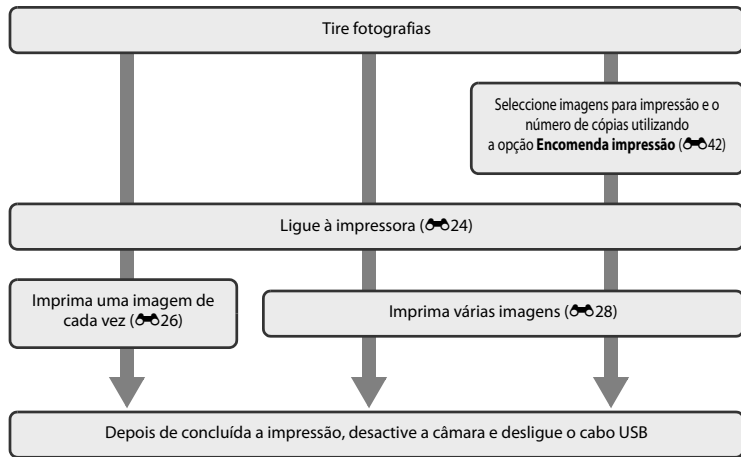 Tire fotografias
Seleccione imagens para impressão e o
número de cópias utilizando
a opção Encomenda impressão (42)
Ligue à impressora (24)
Imprima uma imagem de
cada vez (26)
Imprima várias imagens (28)
Depois de concluída a impressão, desactive a câmara e desligue o cabo USB